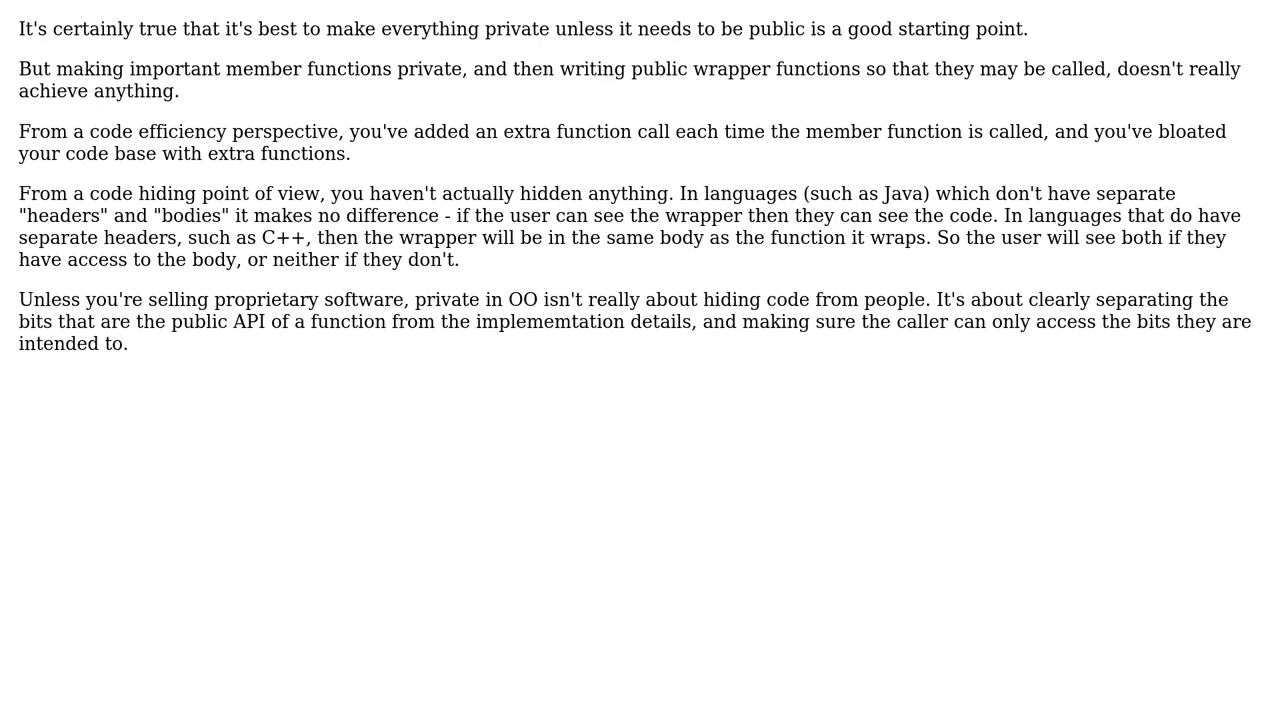 It's certainly true that it's best to make everything private unless it needs to be public is a good starting point.
But making important member functions private, and then writing public wrapper functions so that they may be called, doesn't really
achieve anything.
From a code efficiency perspective, you've added an extra function call each time the member function is called, and you've bloated
your code base with extra functions.
From a code hiding point of view, you haven't actually hidden anything. In languages (such as Java) which don't have separate
"headers" and "bodies" it makes no difference - if the user can see the wrapper then they can see the code. In languages that do have
separate headers, such as C++, then the wrapper will be in the same body as the function it wraps. So the user will see both if they
have access to the body, or neither if they don't.
Unless you're selling proprietary software, private in OO isn't really about hiding code from people. It's about clearly separating the
bits that are the public API of a function from the implememtation details, and making sure the caller can only access the bits they are
intended to.